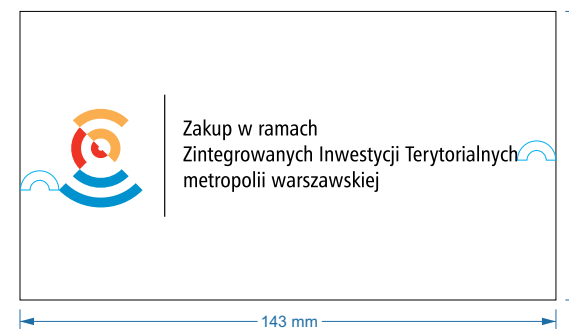 Zakup w ramach
Zintegrowanych Inwestycji Terytorialnych
metropolii warszawskiej
143 mm